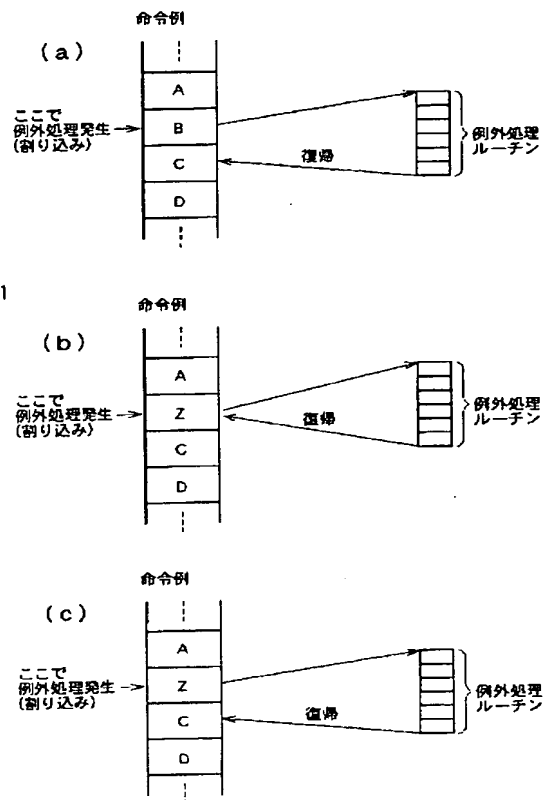 命令例
(a)
A
ここで
例外処理発生
(割り込み)
B
復帰
C
D
例外処理
ルーチン
1
命令例
(b)
A
ここで
例外処理発生
(割り込み)
Z
復帰
C
D
例外処理
ルーチン
命令例
(c)
A
ここで
例外処理発生
(割り込み)
Z
復帰
C
D
例外処理
ルーチン